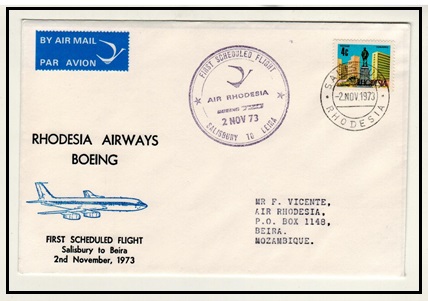 BY AIR MAIL
PAR AVION
FIRST SCHEDULED FLIGHT
AIR RHODESIA
2 NOV 73
SALISBURY TO BEIRA
4c
-2.NOV.1973
RHODESIA
RHODESIA AIRWAYS
BOEING
FIRST SCHEDULED FLIGHT
Salisbury to Beira
2nd November, 1973
MR F. VICENTE,
AIR RHODESIA,
P.O. BOX 1148,
BEIRA.
MOZAMBIQUE.